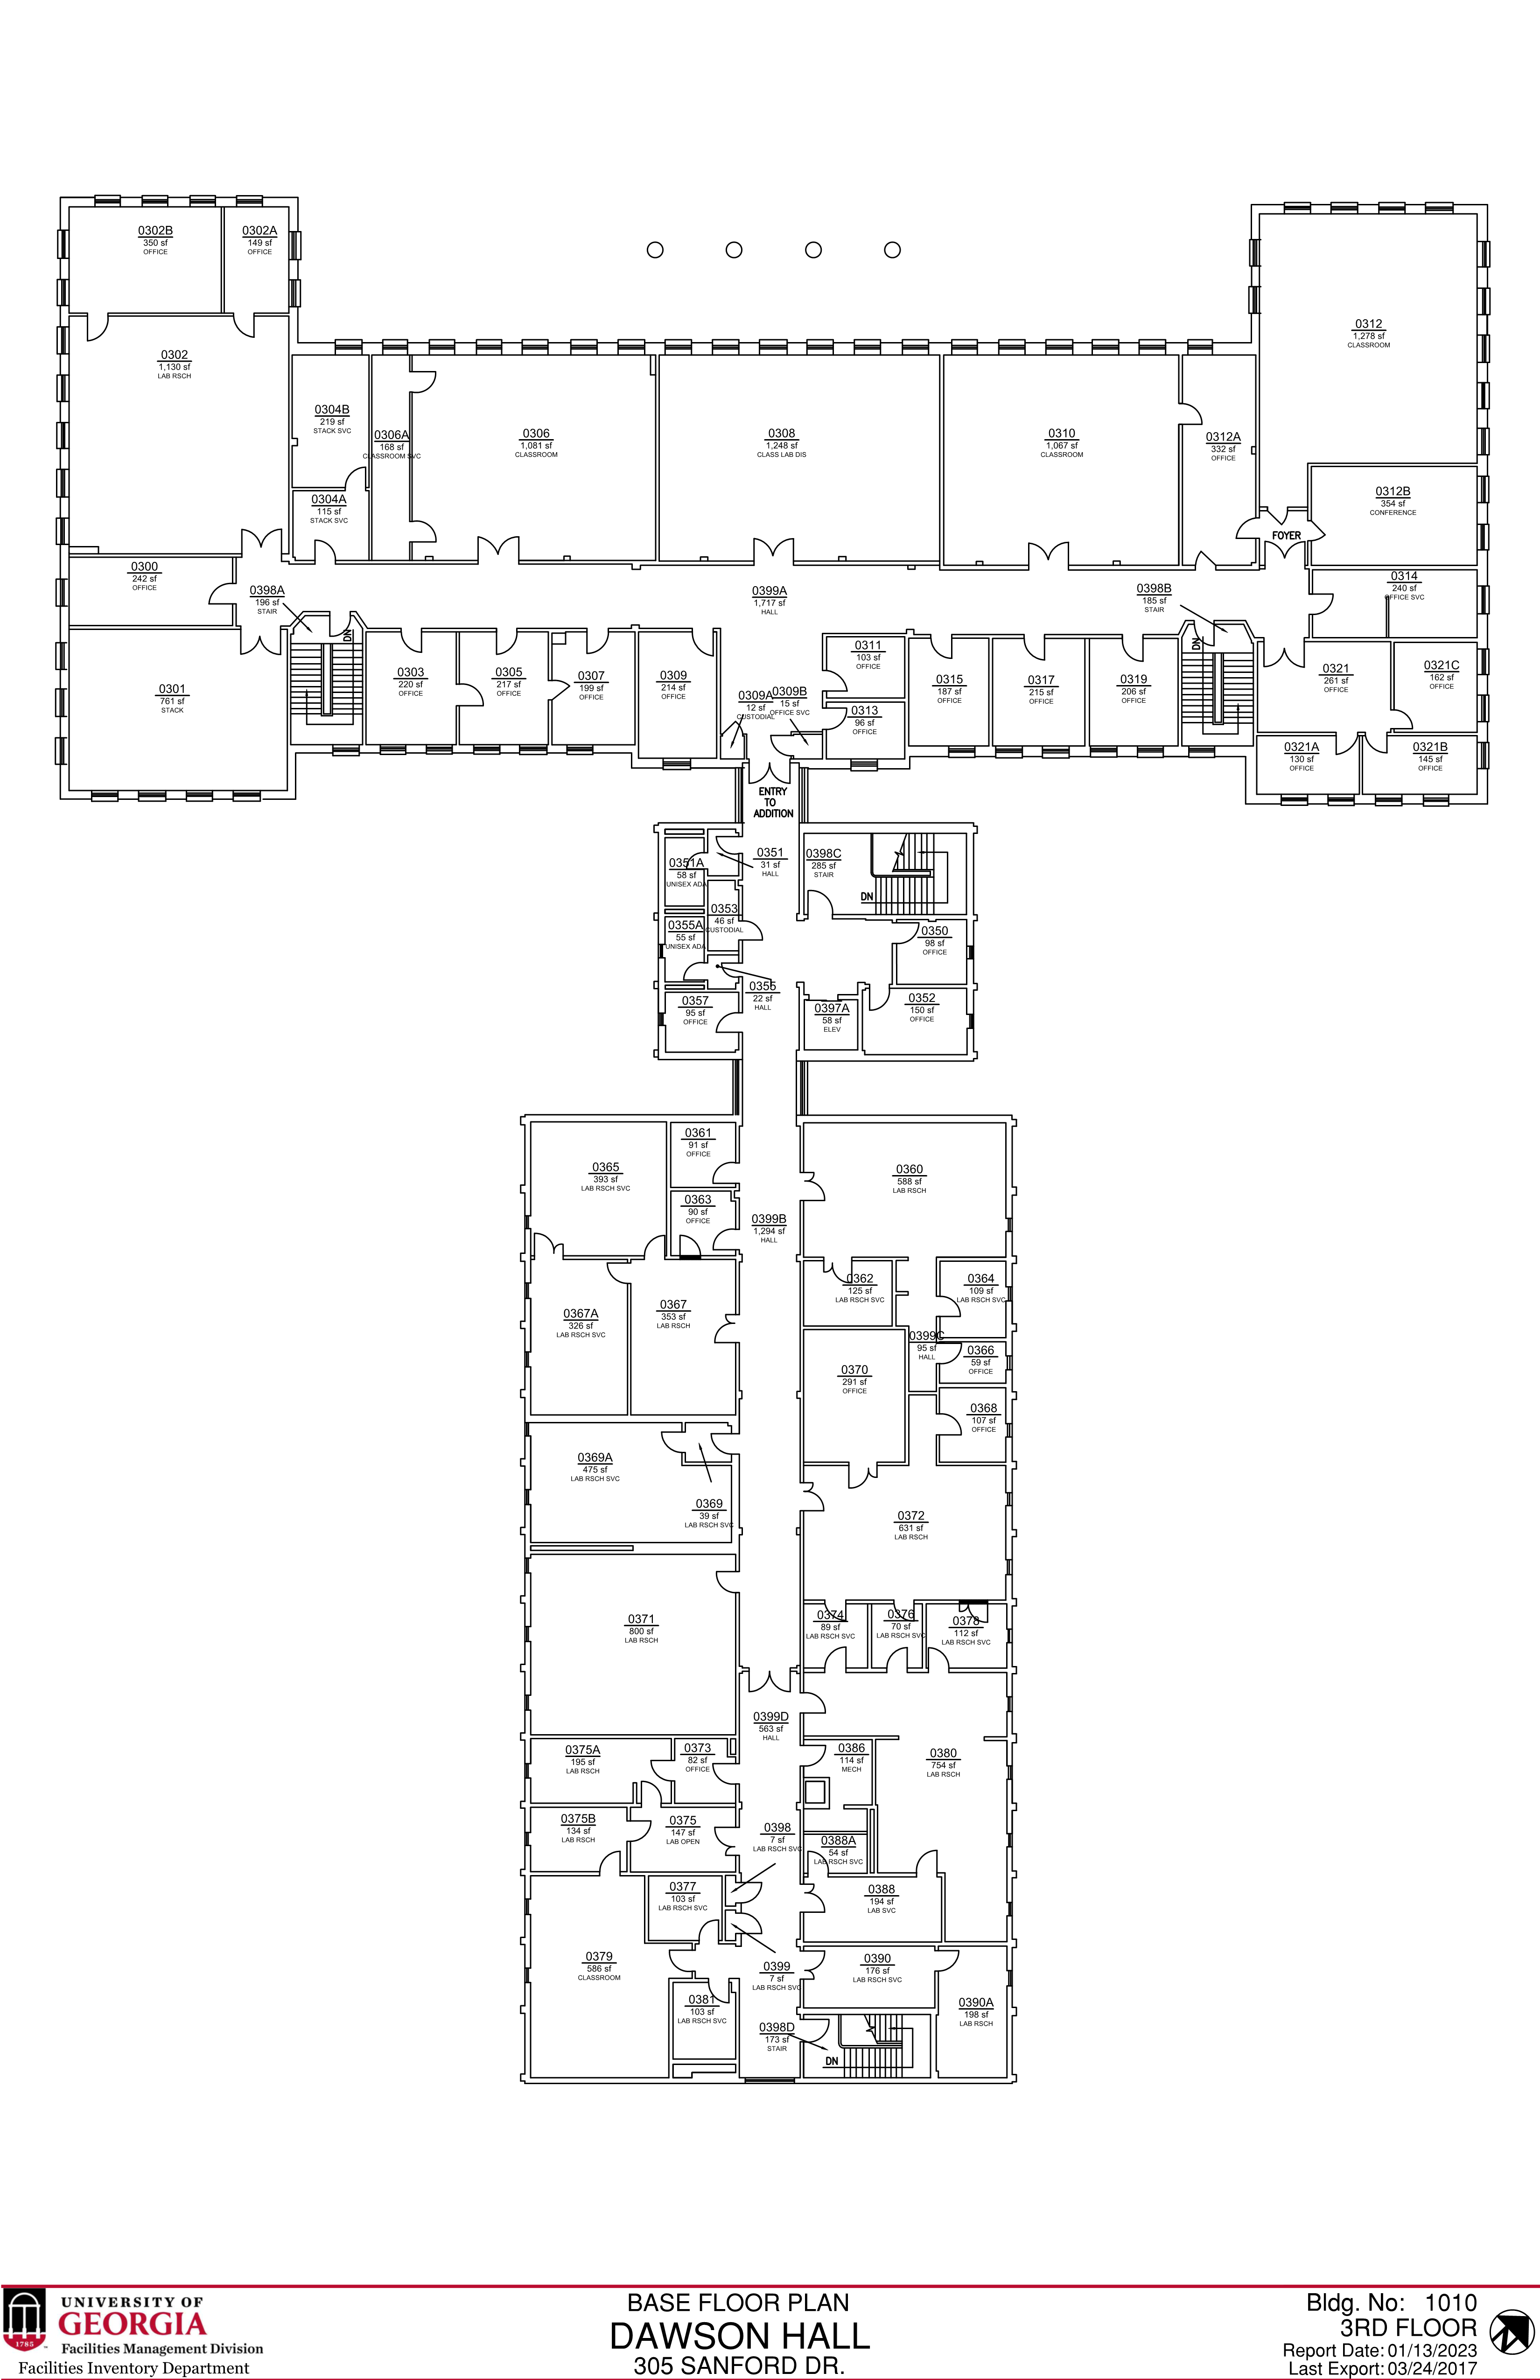 0302B
350 sf
OFFICE
0302A
149 sf
OFFICE
0302
1,130 sf
LAB RSCH
0304B
219 sf
STACK SVC
0304A
115 sf
STACK SVC
0306A
168 sf
CLASSROOM SVC
0306
1,081 sf
CLASSROOM
0308
1,248 sf
CLASS LAB DIS
0310
1,067 sf
CLASSROOM
0312A
332 sf
OFFICE
0312
1,278 sf
CLASSROOM
0312B
354 sf
CONFERENCE
FOYER
0300
242 sf
OFFICE
0398A
196 sf
STAIR
0399A
1,717 sf
HALL
0398B
185 sf
STAIR
0314
240 sf
OFFICE SVC
0301
761 sf
STACK
DN
0303
220 sf
OFFICE
0305
217 sf
OFFICE
0307
199 sf
OFFICE
0309
214 sf
OFFICE
0309A
12 sf
CUSTODIAL
0309B
15 sf
OFFICE SVC
0311
103 sf
OFFICE
0313
96 sf
OFFICE
0315
187 sf
OFFICE
0317
215 sf
OFFICE
0319
206 sf
OFFICE
DN
0321
261 sf
OFFICE
0321C
162 sf
OFFICE
0321A
130 sf
OFFICE
0321B
145 sf
OFFICE
ENTRY
TO
ADDITION
0351A
58 sf
UNISEX ADA
0351
31 sf
HALL
0398C
285 sf
STAIR
DN
0353
46 sf
CUSTODIAL
0355A
55 sf
UNISEX ADA
0350
98 sf
OFFICE
0355
22 sf
HALL
0357
95 sf
OFFICE
0397A
58 sf
ELEV
0352
150 sf
OFFICE
0361
91 sf
OFFICE
0365
393 sf
LAB RSCH SVC
0363
90 sf
OFFICE
0360
588 sf
LAB RSCH
0399B
1,294 sf
HALL
0367A
326 sf
LAB RSCH SVC
0367
353 sf
LAB RSCH
0362
125 sf
LAB RSCH SVC
0364
109 sf
LAB RSCH SVC
0399C
95 sf
HALL
0366
59 sf
OFFICE
0370
291 sf
OFFICE
0368
107 sf
OFFICE
0369A
475 sf
LAB RSCH SVC
0369
39 sf
LAB RSCH SVC
0372
631 sf
LAB RSCH
0371
800 sf
LAB RSCH
0374
89 sf
LAB RSCH SVC
0376
70 sf
LAB RSCH SVC
0378
112 sf
LAB RSCH SVC
0399D
563 sf
HALL
0375A
195 sf
LAB RSCH
0373
82 sf
OFFICE
0386
114 sf
MECH
0380
754 sf
LAB RSCH
0375B
134 sf
LAB RSCH
0375
147 sf
LAB OPEN
0398
7 sf
LAB RSCH SVC
0388A
54 sf
LAB RSCH SVC
0377
103 sf
LAB RSCH SVC
0388
194 sf
LAB SVC
0379
586 sf
CLASSROOM
0399
7 sf
LAB RSCH SVC
0390
176 sf
LAB RSCH SVC
0381
103 sf
LAB RSCH SVC
0390A
198 sf
LAB RSCH
0398D
173 sf
STAIR
DN
1785
UNIVERSITY OF
GEORGIA
Facilities Management Division
Facilities Inventory Department
BASE FLOOR PLAN
DAWSON HALL
305 SANFORD DR.
Bldg. No: 1010
3RD FLOOR
Report Date: 01/13/2023
Last Export: 03/24/2017